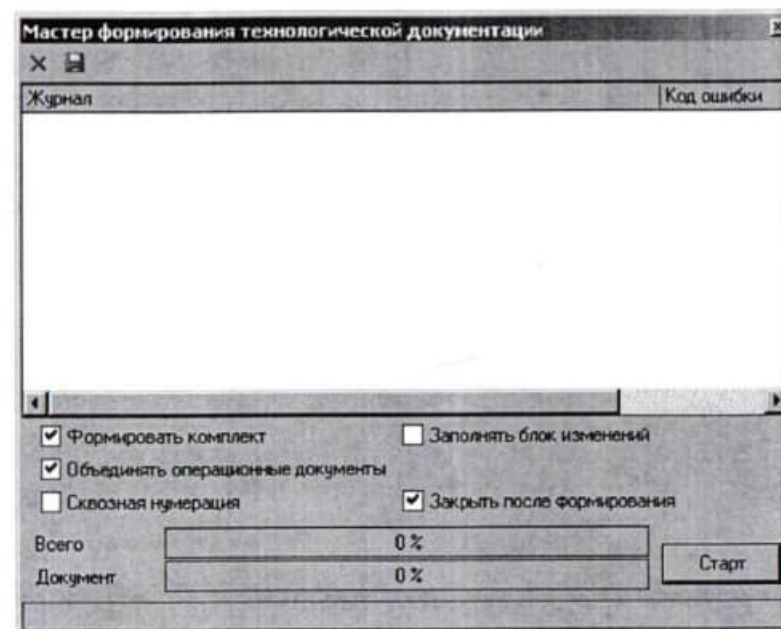 Мастер формирования технологической документации
Журнал Код ошибки
Формировать комплект Заполнять блок изменений
Объединять операционные документы
Сквозная нумерация Закрыть после формирования
Всего 0 %
Документ 0 %
Старт